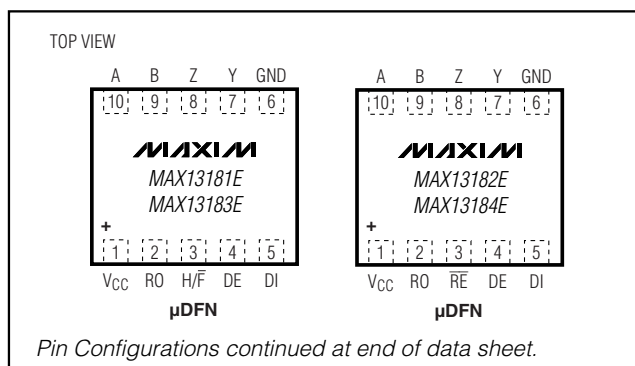 TOP VIEW
A B Z Y GND
10 9 8 7 6
MAXIM
MAX13181E
MAX13183E
+
1 2 3 4 5
VCC RO H/F̅ DE DI
µDFN
A B Z Y GND
10 9 8 7 6
MAXIM
MAX13182E
MAX13184E
+
1 2 3 4 5
VCC RO R̅E̅ DE DI
µDFN
Pin Configurations continued at end of data sheet.